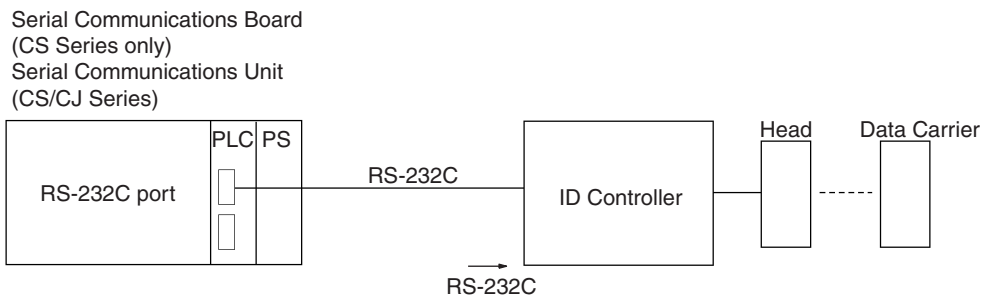 Serial Communications Board
(CS Series only)
Serial Communications Unit
(CS/CJ Series)
PLC PS
Head
Data Carrier
RS-232C port
RS-232C
ID Controller
RS-232C